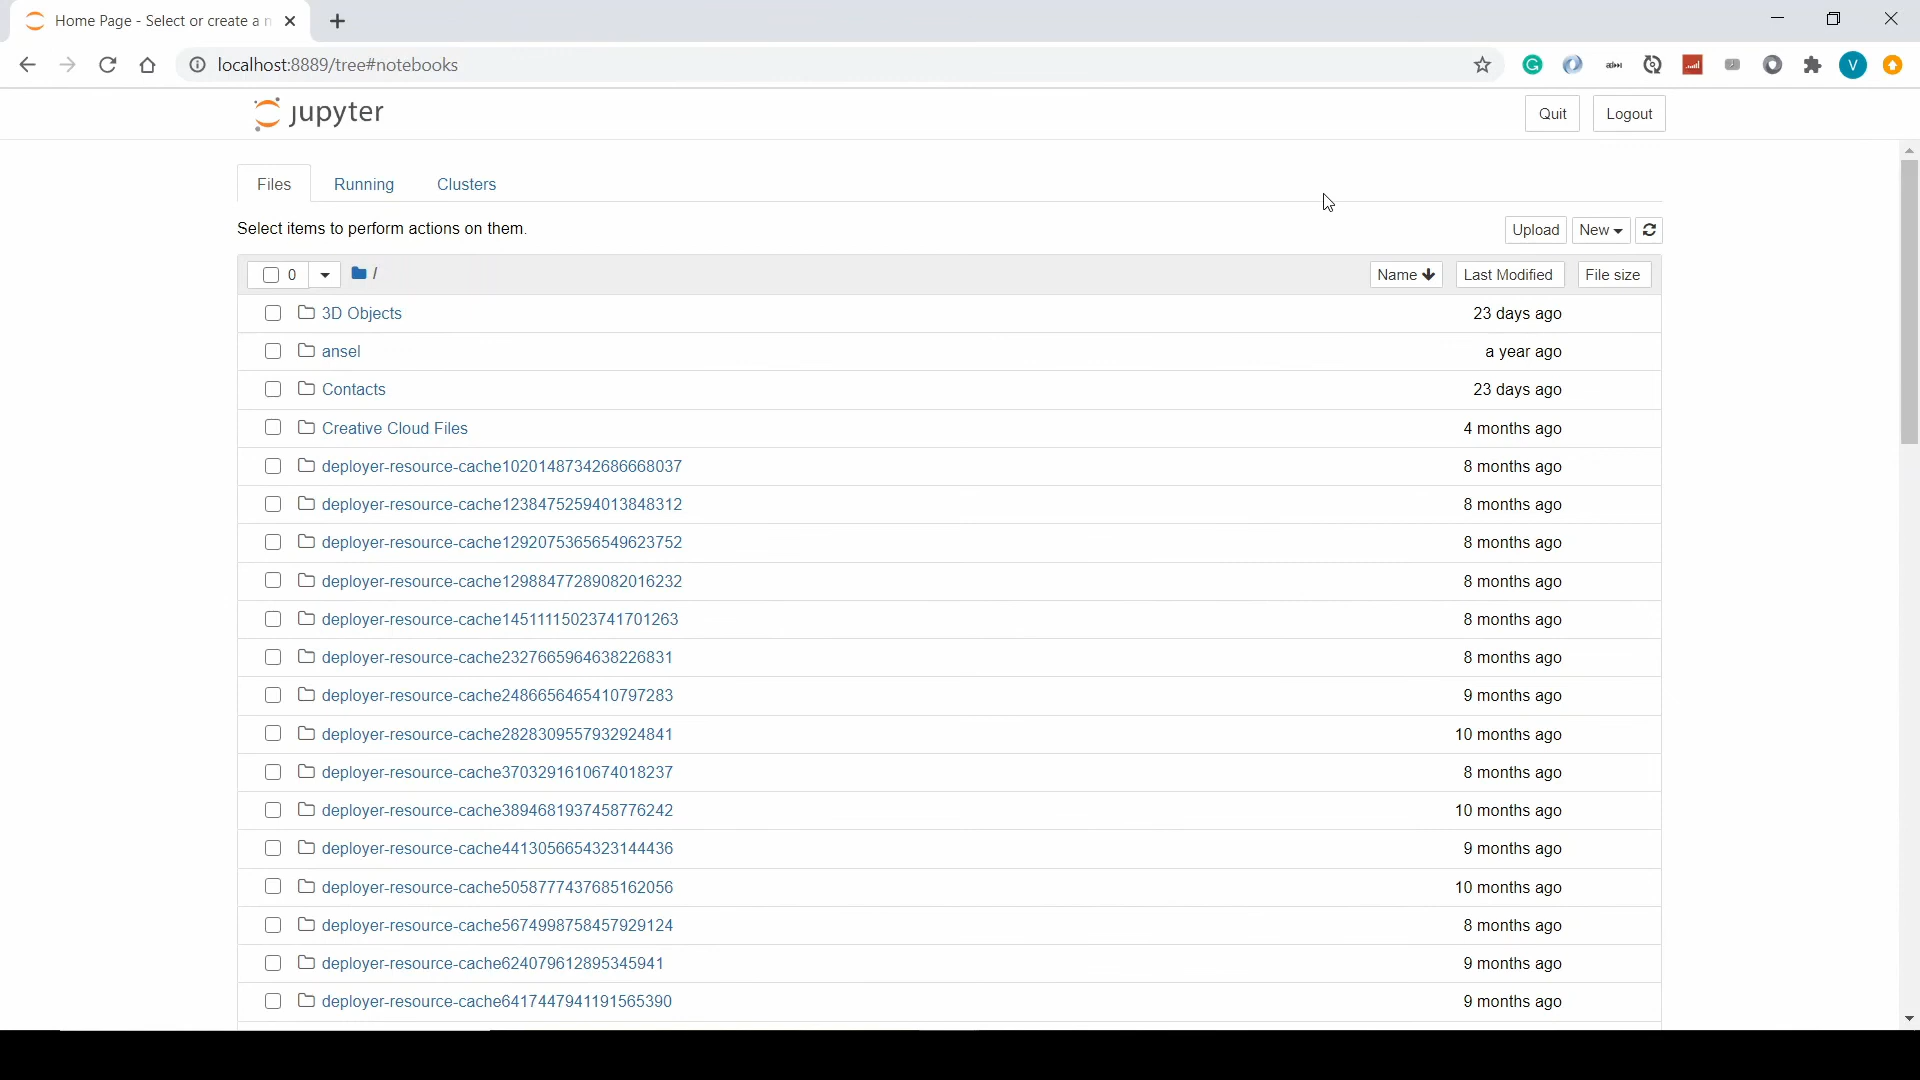 Home Page - Select or create a n
localhost:8889/tree#notebooks
V
jupyter
Quit
Logout
Files
Running
Clusters
Select items to perform actions on them.
Upload
New
0
/
Name
Last Modified
File size
3D Objects 23 days ago
ansel a year ago
Contacts 23 days ago
Creative Cloud Files 4 months ago
deployer-resource-cache10201487342686668037 8 months ago
deployer-resource-cache12384752594013848312 8 months ago
deployer-resource-cache12920753656549623752 8 months ago
deployer-resource-cache12988477289082016232 8 months ago
deployer-resource-cache14511115023741701263 8 months ago
deployer-resource-cache2327665964638226831 8 months ago
deployer-resource-cache2486656465410797283 9 months ago
deployer-resource-cache2828309557932924841 10 months ago
deployer-resource-cache3703291610674018237 8 months ago
deployer-resource-cache3894681937458776242 10 months ago
deployer-resource-cache4413056654323144436 9 months ago
deployer-resource-cache5058777437685162056 10 months ago
deployer-resource-cache5674998758457929124 8 months ago
deployer-resource-cache624079612895345941 9 months ago
deployer-resource-cache6417447941191565390 9 months ago